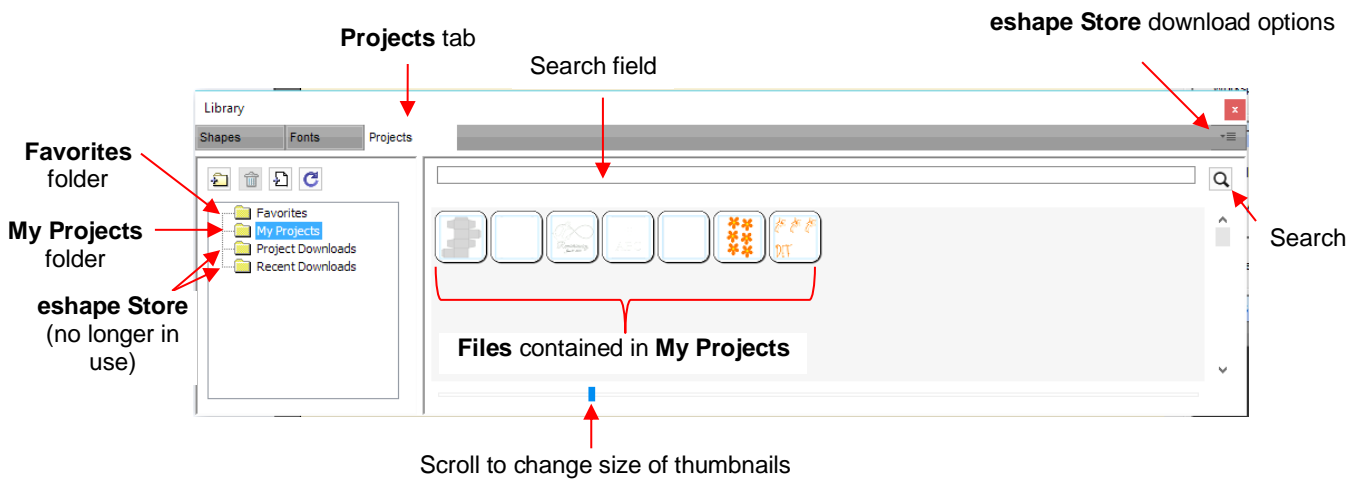 eshape Store download options
Projects tab
Search field
Library
x
Shapes Fonts Projects
Favorites
folder
My Projects
folder
eshape Store
(no longer in
use)
Favorites
My Projects
Project Downloads
Recent Downloads
Search
Files contained in My Projects
Scroll to change size of thumbnails